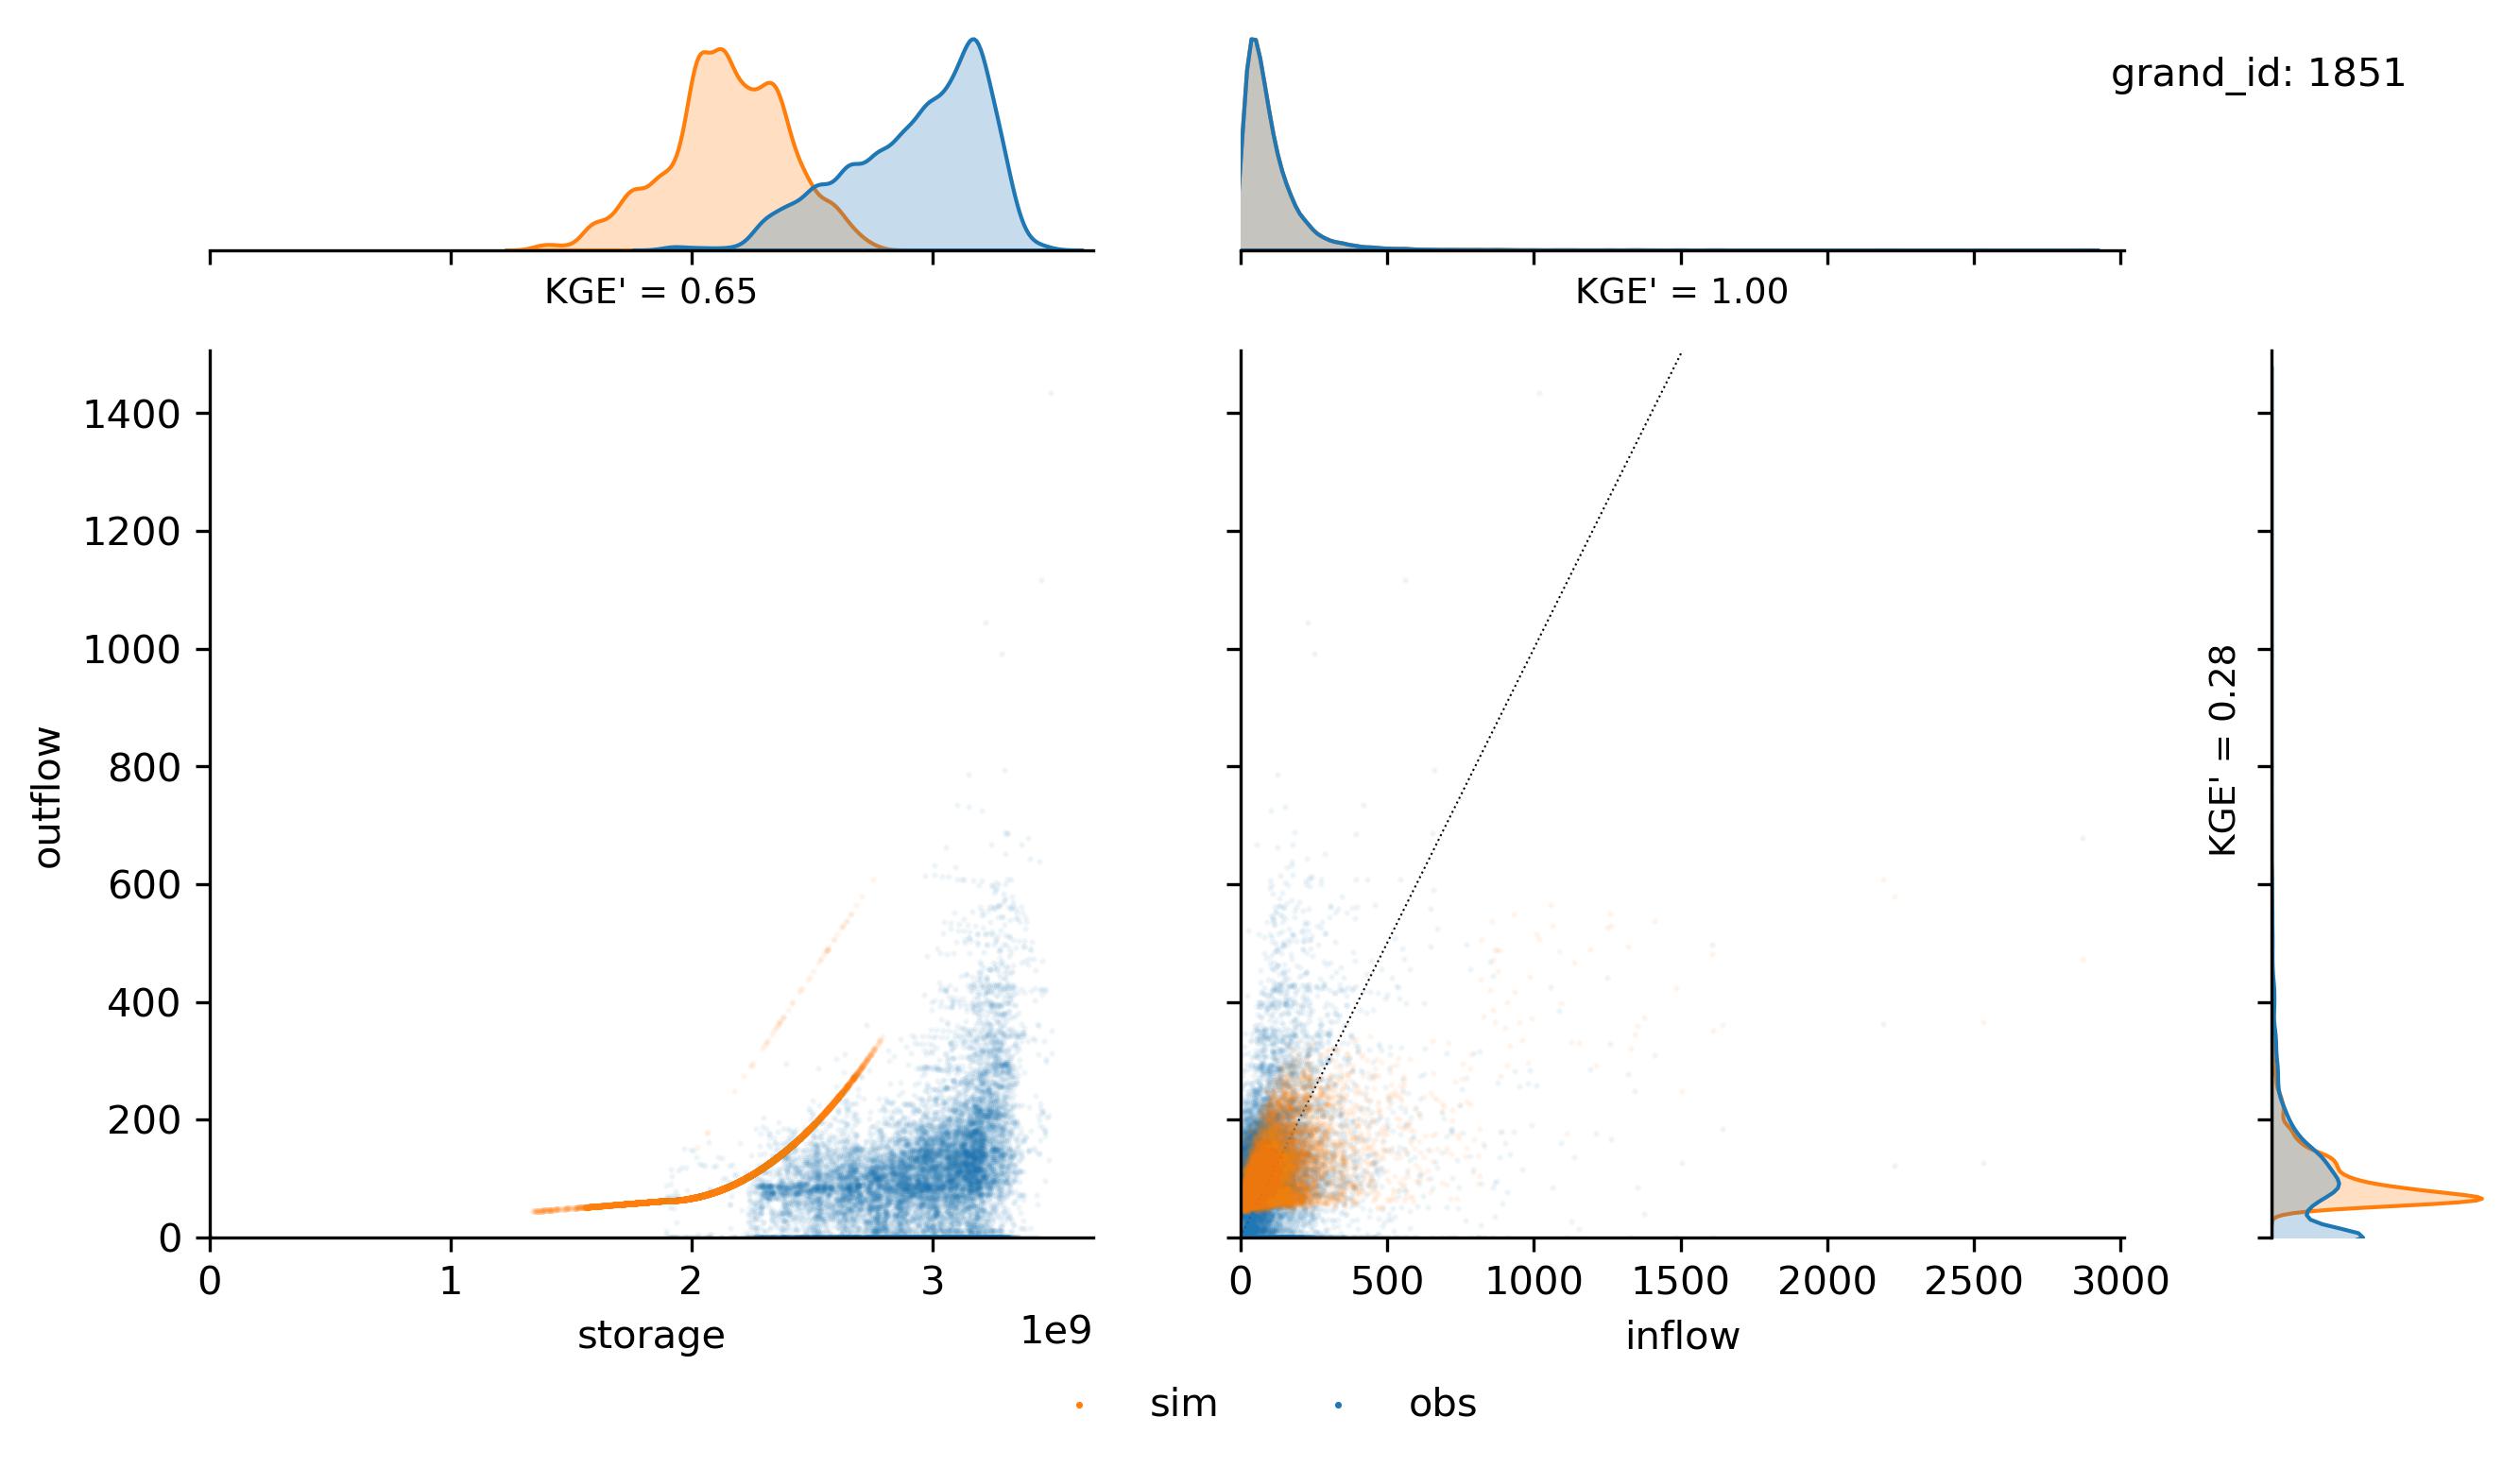 grand_id: 1851
KGE' = 0.65
KGE' = 1.00
1400
1200
1000
800
600
400
200
0
outflow
KGE' = 0.28
0 1 2 3
0 500 1000 1500 2000 2500 3000
storage
1e9
inflow
sim obs